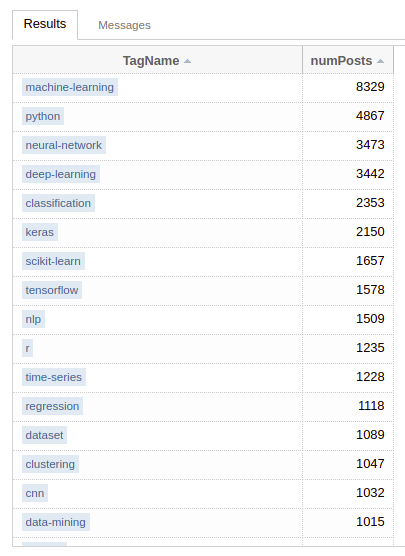 Results Messages
TagName numPosts
machine-learning 8329
python 4867
neural-network 3473
deep-learning 3442
classification 2353
keras 2150
scikit-learn 1657
tensorflow 1578
nlp 1509
r 1235
time-series 1228
regression 1118
dataset 1089
clustering 1047
cnn 1032
data-mining 1015